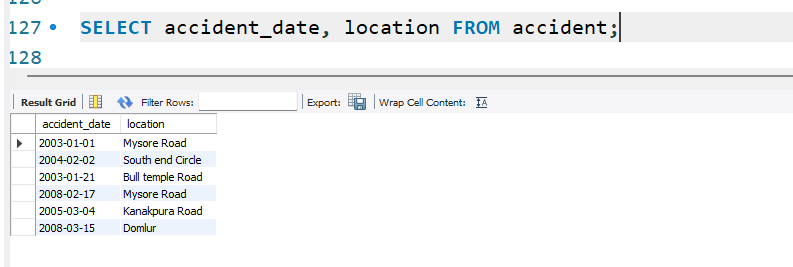 126
127 SELECT accident_date, location FROM accident;
128
Result Grid Filter Rows: Export: Wrap Cell Content: IA
accident_date location
2003-01-01 Mysore Road
2004-02-02 South end Circle
2003-01-21 Bull temple Road
2008-02-17 Mysore Road
2005-03-04 Kanakpura Road
2008-03-15 Domlur